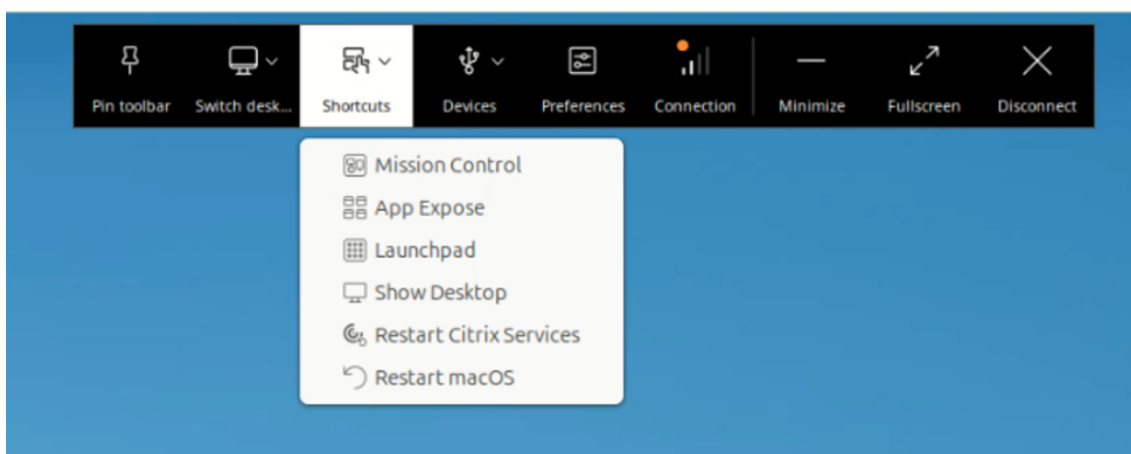 Pin toolbar
Switch desk...
Shortcuts
Devices
Preferences
Connection
Minimize
Fullscreen
Disconnect
Mission Control
App Expose
Launchpad
Show Desktop
Restart Citrix Services
Restart macOS